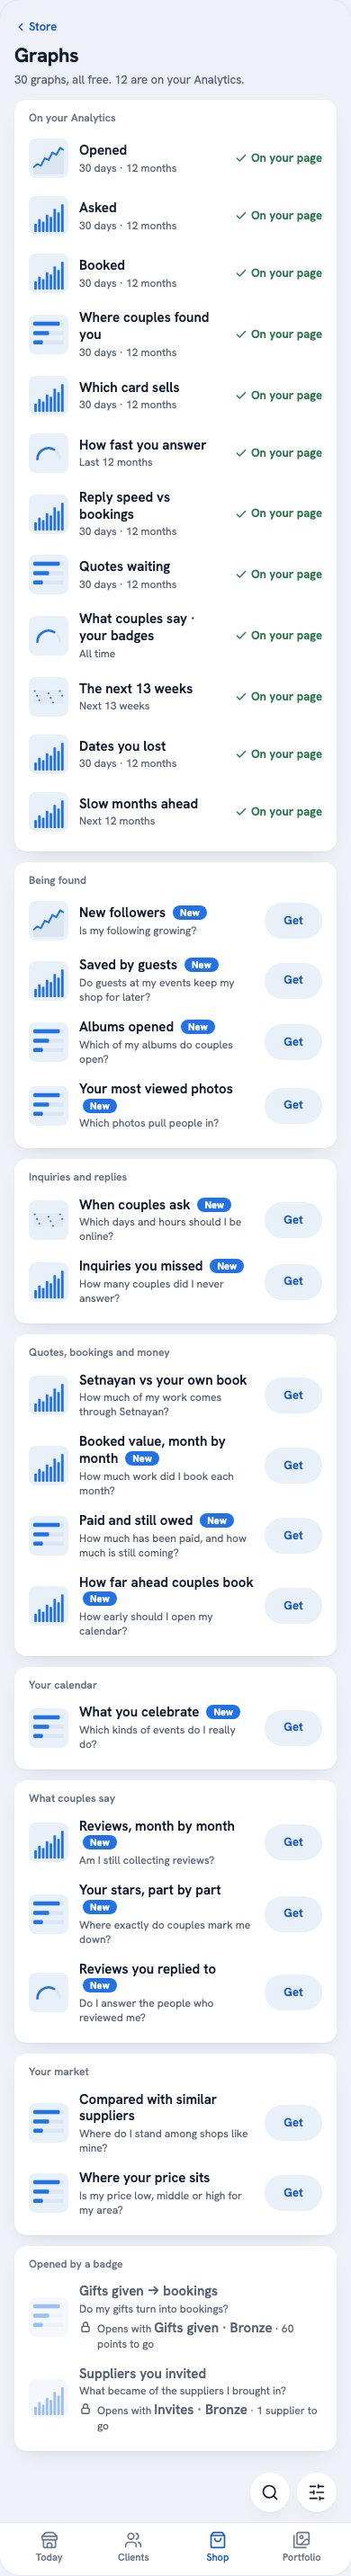 Store
Graphs
30 graphs, all free. 12 are on your Analytics.
On your Analytics
Opened
30 days · 12 months
On your page
Asked
30 days · 12 months
On your page
Booked
30 days · 12 months
On your page
Where couples found
you
30 days · 12 months
On your page
Which card sells
30 days · 12 months
On your page
How fast you answer
Last 12 months
On your page
Reply speed vs
bookings
30 days · 12 months
On your page
Quotes waiting
30 days · 12 months
On your page
What couples say ·
your badges
All time
On your page
The next 13 weeks
Next 13 weeks
On your page
Dates you lost
30 days · 12 months
On your page
Slow months ahead
Next 12 months
On your page
Being found
New followers New
Is my following growing?
Get
Saved by guests New
Do guests at my events keep my
shop for later?
Get
Albums opened New
Which of my albums do couples
open?
Get
Your most viewed photos
New
Which photos pull people in?
Get
Inquiries and replies
When couples ask New
Which days and hours should I be
online?
Get
Inquiries you missed New
How many couples did I never
answer?
Get
Quotes, bookings and money
Setnayan vs your own book
How much of my work comes
through Setnayan?
Get
Booked value, month by
month New
How much work did I book each
month?
Get
Paid and still owed New
How much has been paid, and how
much is still coming?
Get
How far ahead couples book
New
How early should I open my
calendar?
Get
Your calendar
What you celebrate New
Which kinds of events do I really
do?
Get
What couples say
Reviews, month by month
New
Am I still collecting reviews?
Get
Your stars, part by part
New
Where exactly do couples mark me
down?
Get
Reviews you replied to
New
Do I answer the people who
reviewed me?
Get
Your market
Compared with similar
suppliers
Where do I stand among shops like
mine?
Get
Where your price sits
Is my price low, middle or high for
my area?
Get
Opened by a badge
Gifts given → bookings
Do my gifts turn into bookings?
Opens with Gifts given · Bronze · 60
points to go
Suppliers you invited
What became of the suppliers I brought in?
Opens with Invites · Bronze · 1 supplier to
go
Today
Clients
Shop
Portfolio